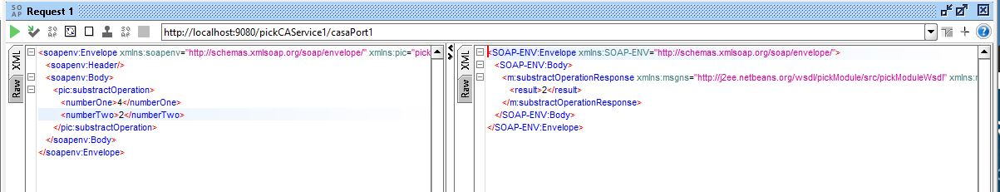 SO AP Request 1
SO AP
http://localhost:9080/pickCAService1/casaPort1
XML
Raw
<soapenv:Envelope xmlns:soapenv="http://schemas.xmlsoap.org/soap/envelope/" xmlns:pic="pick
<soapenv:Header/>
<soapenv:Body>
<pic:substractOperation>
<numberOne>4</numberOne>
<numberTwo>2</numberTwo>
</pic:substractOperation>
</soapenv:Body>
</soapenv:Envelope>
XML
Raw
<SOAP-ENV:Envelope xmlns:SOAP-ENV="http://schemas.xmlsoap.org/soap/envelope/">
<SOAP-ENV:Body>
<m:substractOperationResponse xmlns:msgns="http://j2ee.netbeans.org/wsdl/pickModule/src/pickModuleWsdl" xmlns:
<result>2</result>
</m:substractOperationResponse>
</SOAP-ENV:Body>
</SOAP-ENV:Envelope>